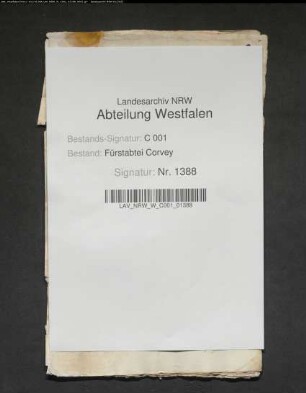 Landesarchiv NRW
Abteilung Westfalen
Bestands-Signatur: C 001
Bestand: Fürstabtei Corvey
Signatur: Nr. 1388
LAV_NRW_W_C001_01388